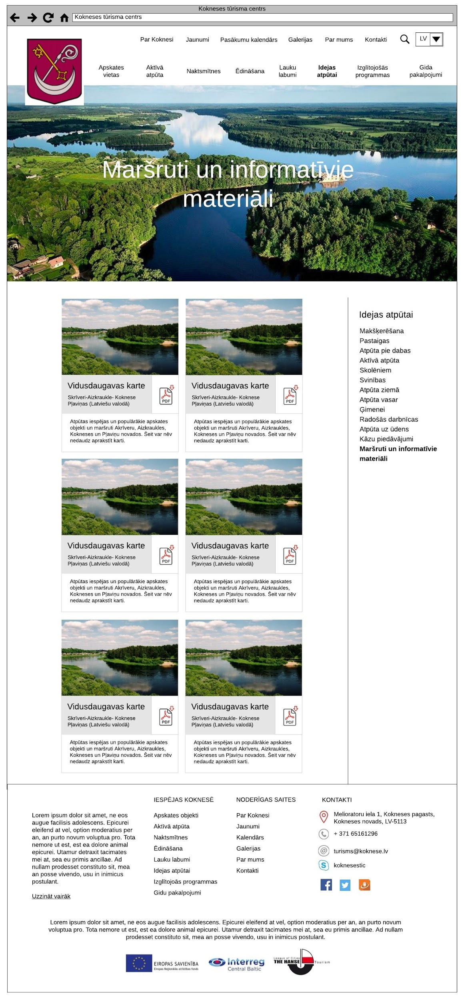 Kokneses tūrisma centrs
Kokneses tūrisma centrs
Par Koknesi
Jaunumi
Pasākumu kalendārs
Galerijas
Par mums
Kontakti
LV
Apskates
vietas
Aktīvā
atpūta
Naktsmītnes
Ēdināšana
Lauku
labumi
Idejas
atpūtai
Izglītojošās
programmas
Gida
pakalpojumi
Maršruti un informatīvie
materiāli
Vidusdaugavas karte
Skrīveri-Aizkraukle- Koknese
Pļaviņas (Latviešu valodā)
PDF
Atpūtas iespējas un populārākie apskates
objekti un maršruti Akrīveru, Aizkraukles,
Kokneses un Pļaviņu novados. Šeit var nēv
nedaudz aprakstīt karti.
Vidusdaugavas karte
Skrīveri-Aizkraukle- Koknese
Pļaviņas (Latviešu valodā)
PDF
Atpūtas iespējas un populārākie apskates
objekti un maršruti Akrīveru, Aizkraukles,
Kokneses un Pļaviņu novados. Šeit var nēv
nedaudz aprakstīt karti.
Vidusdaugavas karte
Skrīveri-Aizkraukle- Koknese
Pļaviņas (Latviešu valodā)
PDF
Atpūtas iespējas un populārākie apskates
objekti un maršruti Akrīveru, Aizkraukles,
Kokneses un Pļaviņu novados. Šeit var nēv
nedaudz aprakstīt karti.
Vidusdaugavas karte
Skrīveri-Aizkraukle- Koknese
Pļaviņas (Latviešu valodā)
PDF
Atpūtas iespējas un populārākie apskates
objekti un maršruti Akrīveru, Aizkraukles,
Kokneses un Pļaviņu novados. Šeit var nēv
nedaudz aprakstīt karti.
Vidusdaugavas karte
Skrīveri-Aizkraukle- Koknese
Pļaviņas (Latviešu valodā)
PDF
Atpūtas iespējas un populārākie apskates
objekti un maršruti Akrīveru, Aizkraukles,
Kokneses un Pļaviņu novados. Šeit var nēv
nedaudz aprakstīt karti.
Vidusdaugavas karte
Skrīveri-Aizkraukle- Koknese
Pļaviņas (Latviešu valodā)
PDF
Atpūtas iespējas un populārākie apskates
objekti un maršruti Akrīveru, Aizkraukles,
Kokneses un Pļaviņu novados. Šeit var nēv
nedaudz aprakstīt karti.
Idejas atpūtai
Makšķerēšana
Pastaigas
Atpūta pie dabas
Aktīvā atpūta
Skolēniem
Svinības
Atpūta ziemā
Atpūta vasar
Ģimenei
Radošās darbnīcas
Atpūta uz ūdens
Kāzu piedāvājumi
Maršruti un informatīvie
materiāli
Lorem ipsum dolor sit amet, ne eos
augue facilisis adolescens. Epicurei
eleifend at vel, option moderatius per
an, an purto novum voluptua pro. Tota
nemore ut est, est ea dolore animal
epicurei. Utamur detraxit tacimates
mei at, sea eu primis ancillae. Ad
nullam prodesset constituto sit, mea
an posse vivendo, usu in inimicus
postulant.
Uzzināt vairāk
IESPĒJAS KOKNESĒ
Apskates objekti
Aktīvā atpūta
Naktsmītnes
Ēdināšana
Lauku labumi
Idejas atpūtai
Izglītojoās programmas
Gidu pakalpojumi
NODERĪGAS SAITES
Par Koknesi
Jaunumi
Kalendārs
Galerijas
Par mums
Kontakti
KONTAKTI
Melioratoru iela 1, Kokneses pagasts,
Kokneses novads, LV-5113
+ 371 65161296
turisms@koknese.lv
koknesestic
Lorem ipsum dolor sit amet, ne eos augue facilisis adolescens. Epicurei eleifend at vel, option moderatius per an, an purto novum
voluptua pro. Tota nemore ut est, est ea dolore animal epicurei. Utamur detraxit tacimates mei at, sea eu primis ancillae. Ad nullam
prodesset constituto sit, mea an posse vivendo, usu in inimicus postulant.
EIROPAS SAVIENĪBA
Eiropas Reģionālās attīstības fonds
Interreg
Central Baltic
League of Cities
THE HANSE
Tourism